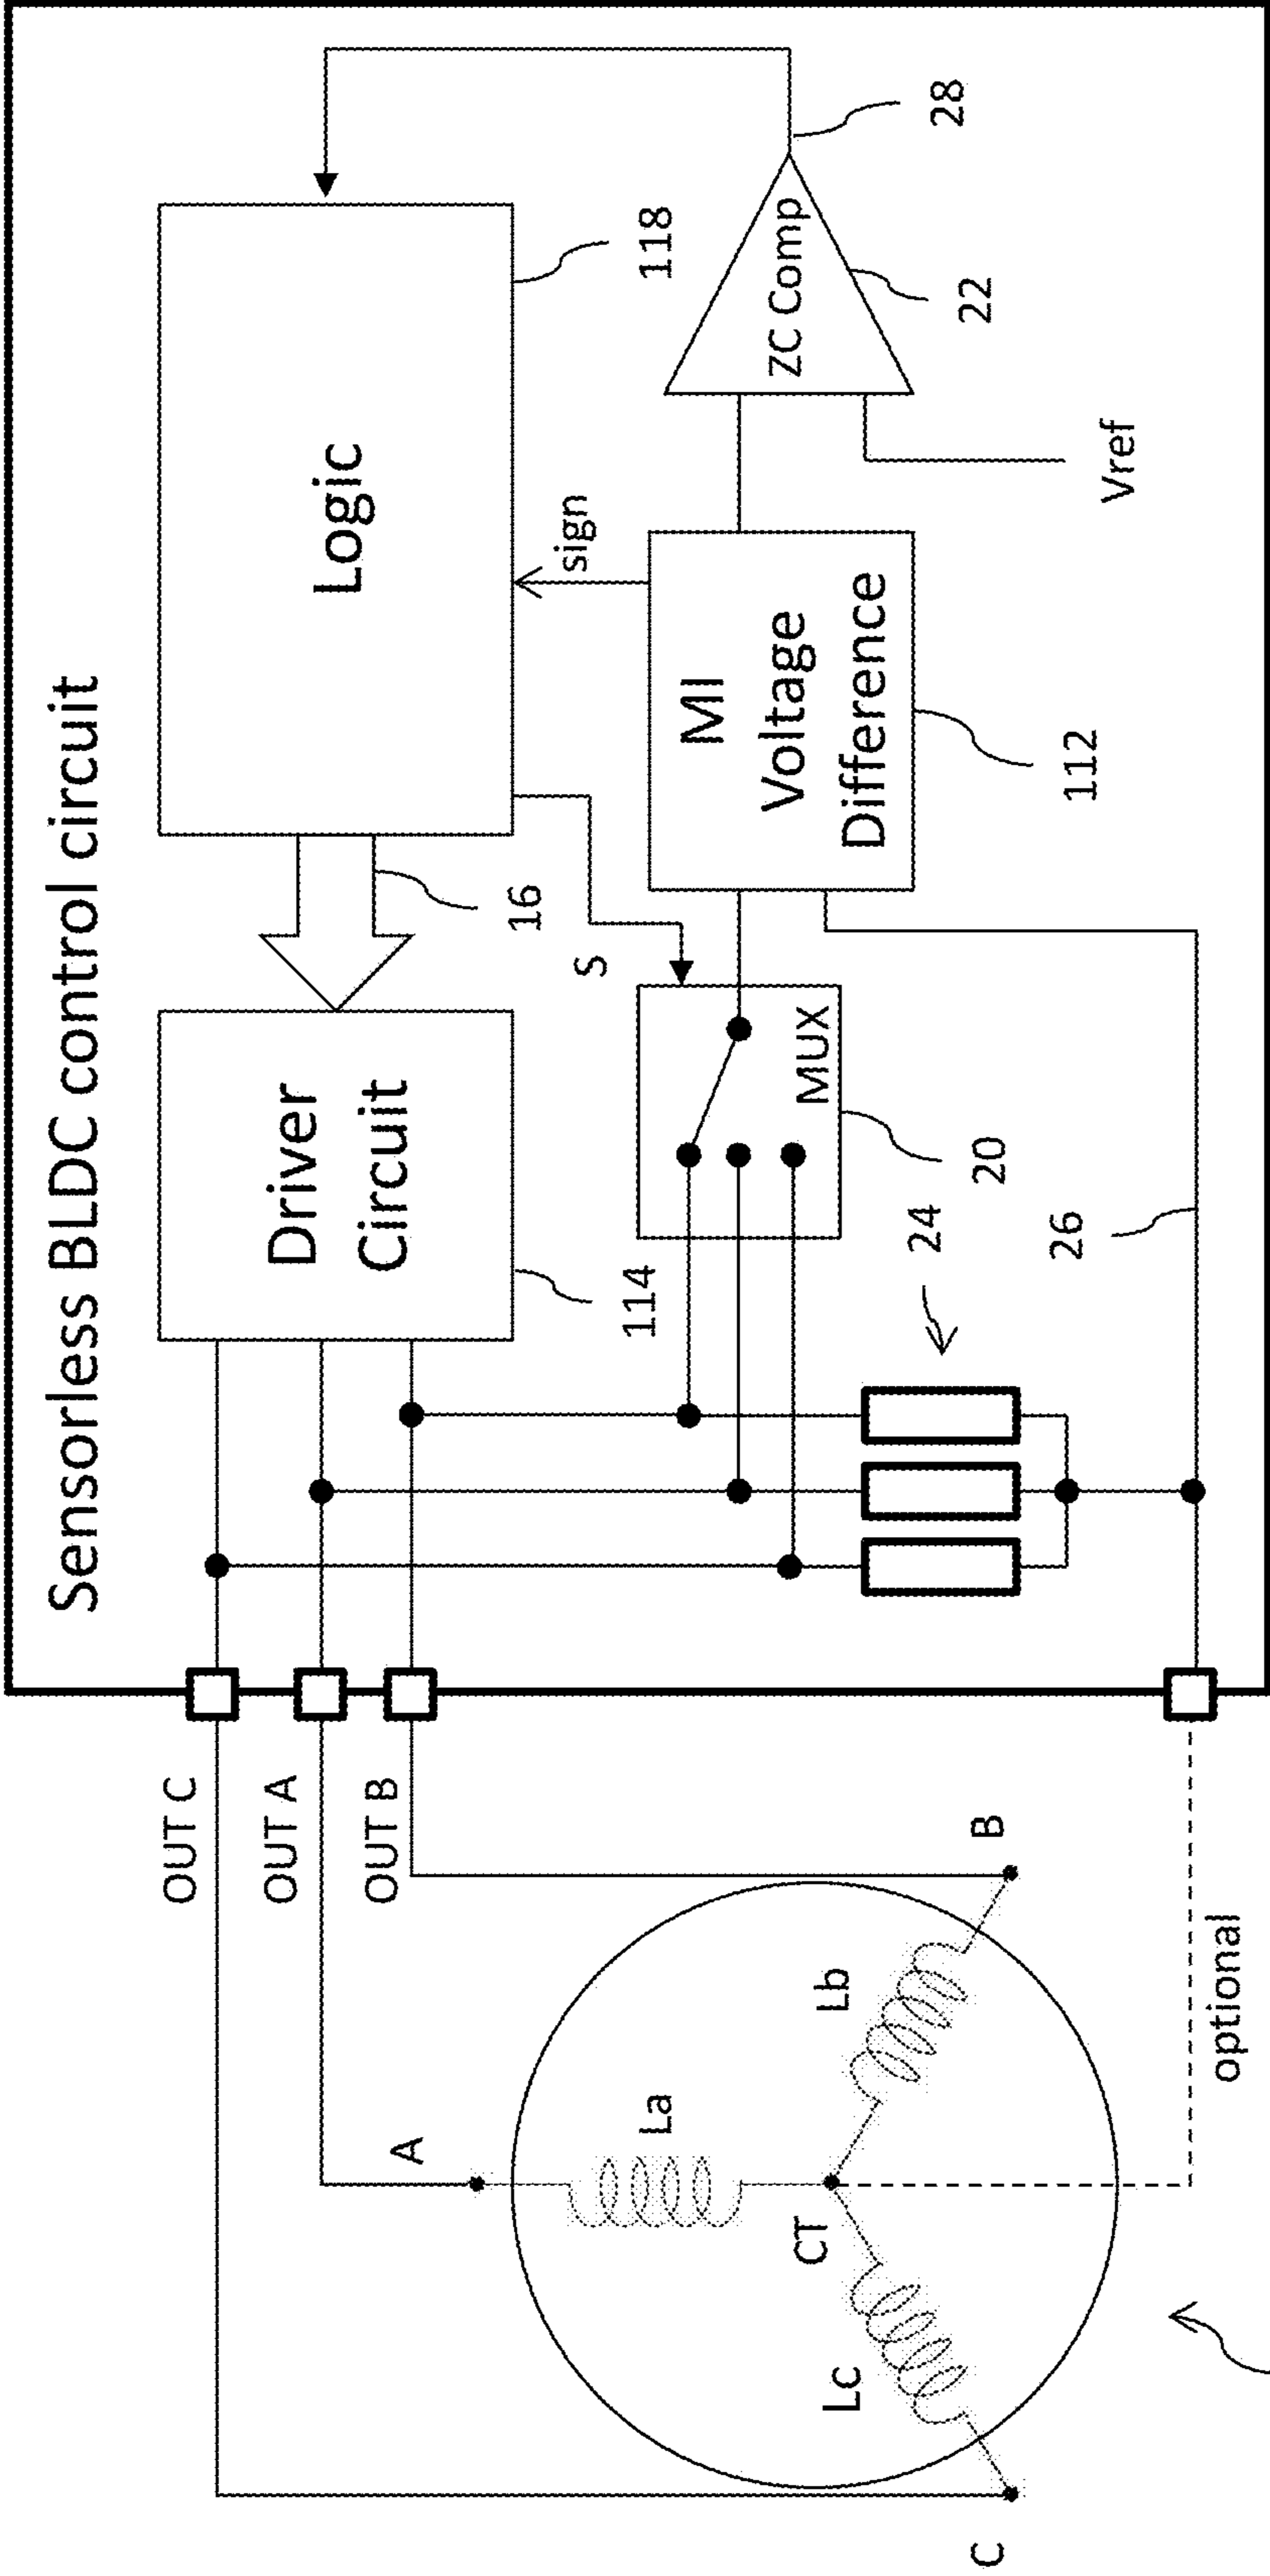 Sensorless BLDC control circuit
OUT C
OUT A
OUT B
Driver
Circuit
114
16
Logic
118
S
sign
A
La
Lb
Lc
CT
B
C
optional
MUX
20
24
26
MI
Voltage
Difference
112
ZC Comp
22
28
Vref